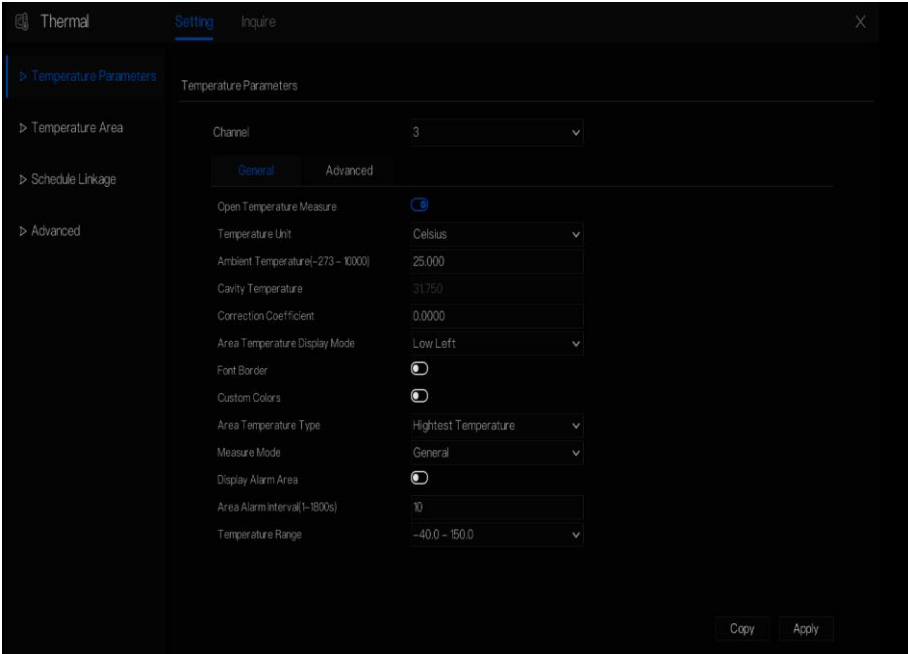 Thermal Setting Inquire X
Temperature Parameters
Temperature Parameters
Temperature Area
Channel 3
Schedule Linkage
General Advanced
Advanced
Open Temperature Measure
Temperature Unit Celsius
Ambient Temperature(-273 - 10000) 25.000
Cavity Temperature 31.750
Correction Coefficient 0.0000
Area Temperature Display Mode Low Left
Font Border
Custom Colors
Area Temperature Type Hightest Temperature
Measure Mode General
Display Alarm Area
Area Alarm Interval(1-1800s) 10
Temperature Range -40.0 - 150.0
Copy Apply